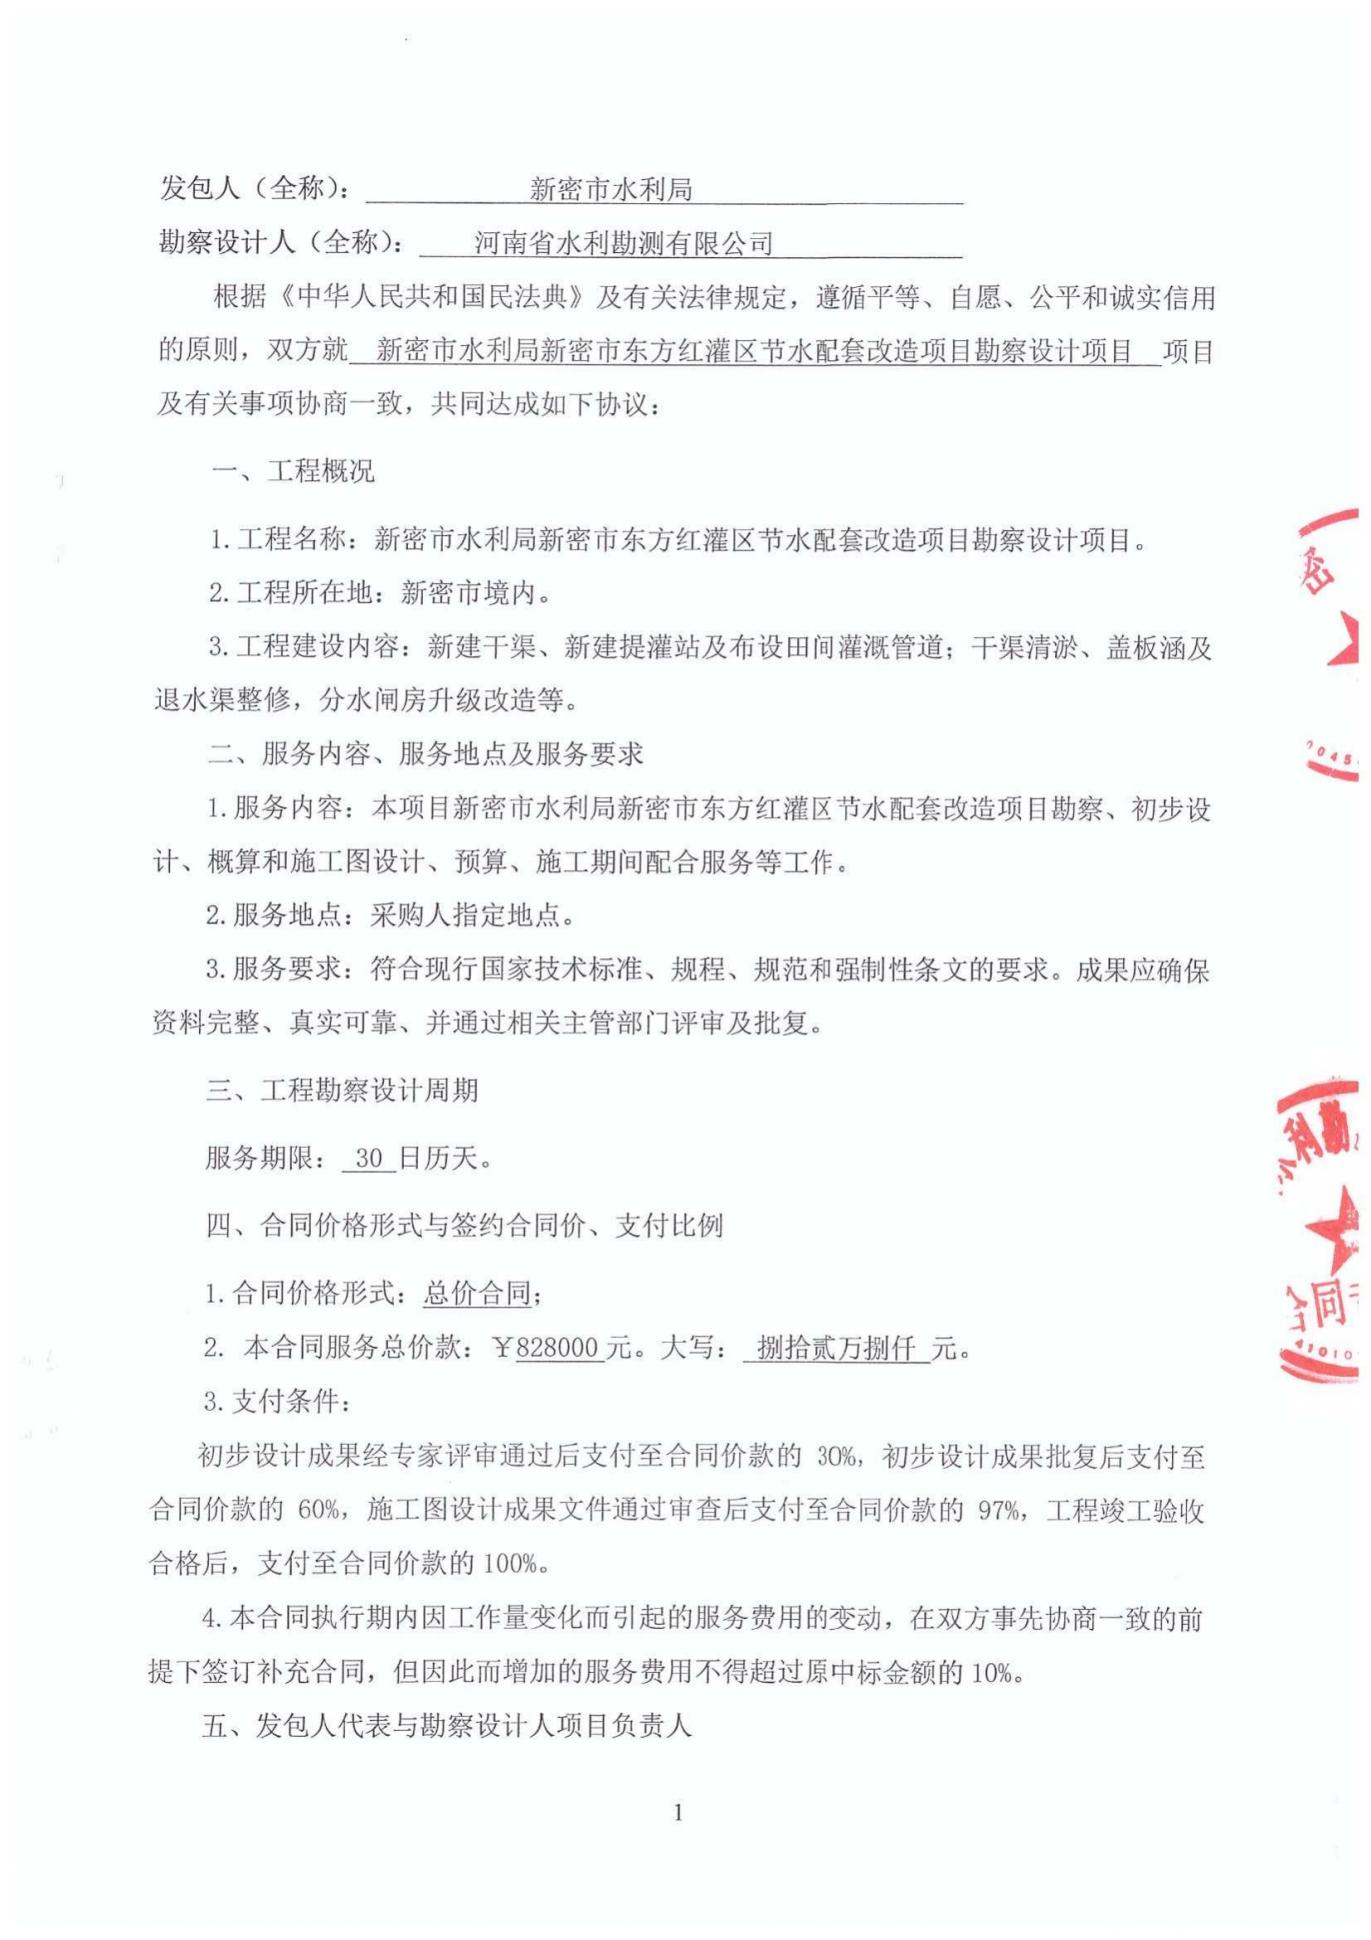 发包人（全称）： 新密市水利局
勘察设计人（全称）： 河南省水利勘测有限公司
根据《中华人民共和国民法典》及有关法律规定，遵循平等、自愿、公平和诚实信用
的原则，双方就 新密市水利局新密市东方红灌区节水配套改造项目勘察设计项目 项目
及有关事项协商一致，共同达成如下协议：
一、工程概况
1.工程名称：新密市水利局新密市东方红灌区节水配套改造项目勘察设计项目。
2.工程所在地：新密市境内。
3.工程建设内容：新建干渠、新建提灌站及布设田间灌溉管道；干渠清淤、盖板涵及
退水渠整修，分水闸房升级改造等。
二、服务内容、服务地点及服务要求
1.服务内容：本项目新密市水利局新密市东方红灌区节水配套改造项目勘察、初步设
计、概算和施工图设计、预算、施工期间配合服务等工作。
2.服务地点：采购人指定地点。
3.服务要求：符合现行国家技术标准、规程、规范和强制性条文的要求。成果应确保
资料完整、真实可靠、并通过相关主管部门评审及批复。
三、工程勘察设计周期
服务期限： 30 日历天。
四、合同价格形式与签约合同价、支付比例
1.合同价格形式：总价合同；
2. 本合同服务总价款：￥828000 元。大写： 捌拾贰万捌仟 元。
3.支付条件：
初步设计成果经专家评审通过后支付至合同价款的 30%，初步设计成果批复后支付至
合同价款的 60%，施工图设计成果文件通过审查后支付至合同价款的 97%，工程竣工验收
合格后，支付至合同价款的 100%。
4.本合同执行期内因工作量变化而引起的服务费用的变动，在双方事先协商一致的前
提下签订补充合同，但因此而增加的服务费用不得超过原中标金额的 10%。
五、发包人代表与勘察设计人项目负责人
1
密
0045
利勘
合同
41010